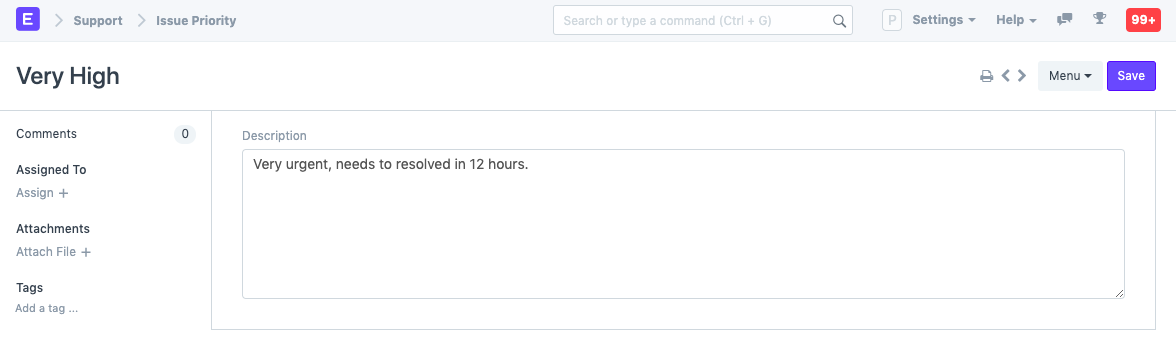 E Support Issue Priority Search or type a command (Ctrl + G) P Settings Help 99+
Very High Menu Save
Comments 0
Description
Very urgent, needs to resolved in 12 hours.
Assigned To
Assign +
Attachments
Attach File +
Tags
Add a tag ...